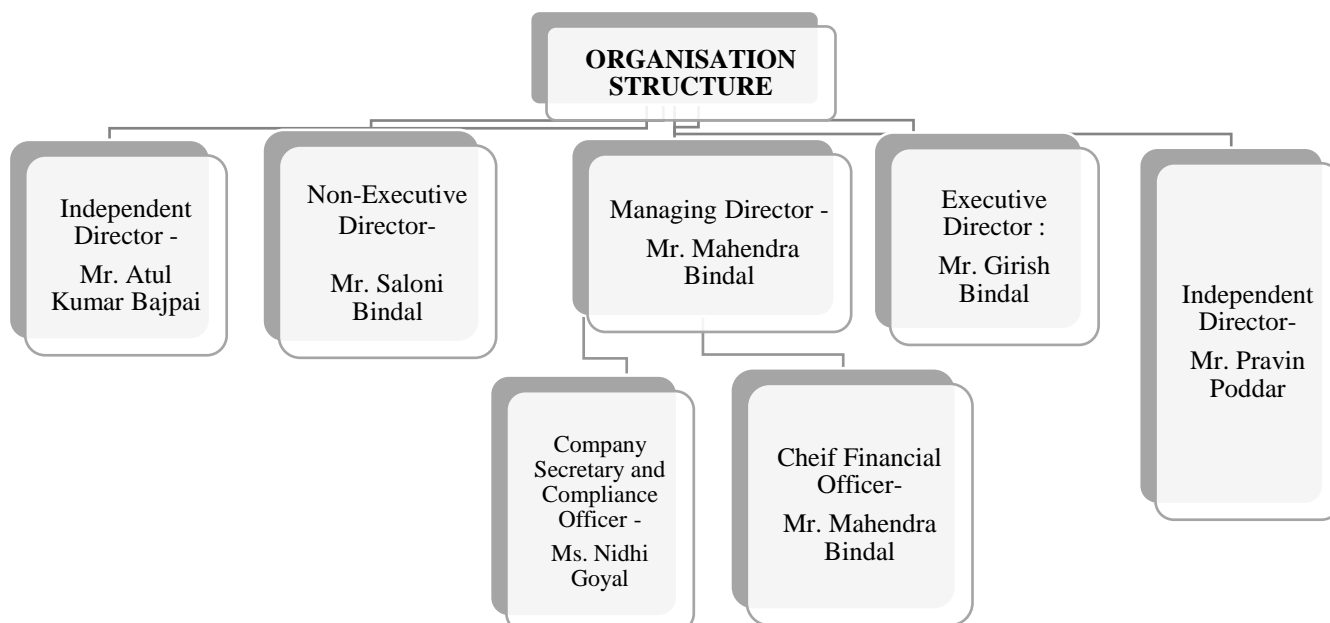 ORGANISATION
STRUCTURE
Independent
Director -
Mr. Atul
Kumar Bajpai
Non-Executive
Director-
Mr. Saloni
Bindal
Managing Director -
Mr. Mahendra
Bindal
Executive
Director :
Mr. Girish
Bindal
Independent
Director-
Mr. Pravin
Poddar
Company
Secretary and
Compliance
Officer -
Ms. Nidhi
Goyal
Cheif Financial
Officer-
Mr. Mahendra
Bindal